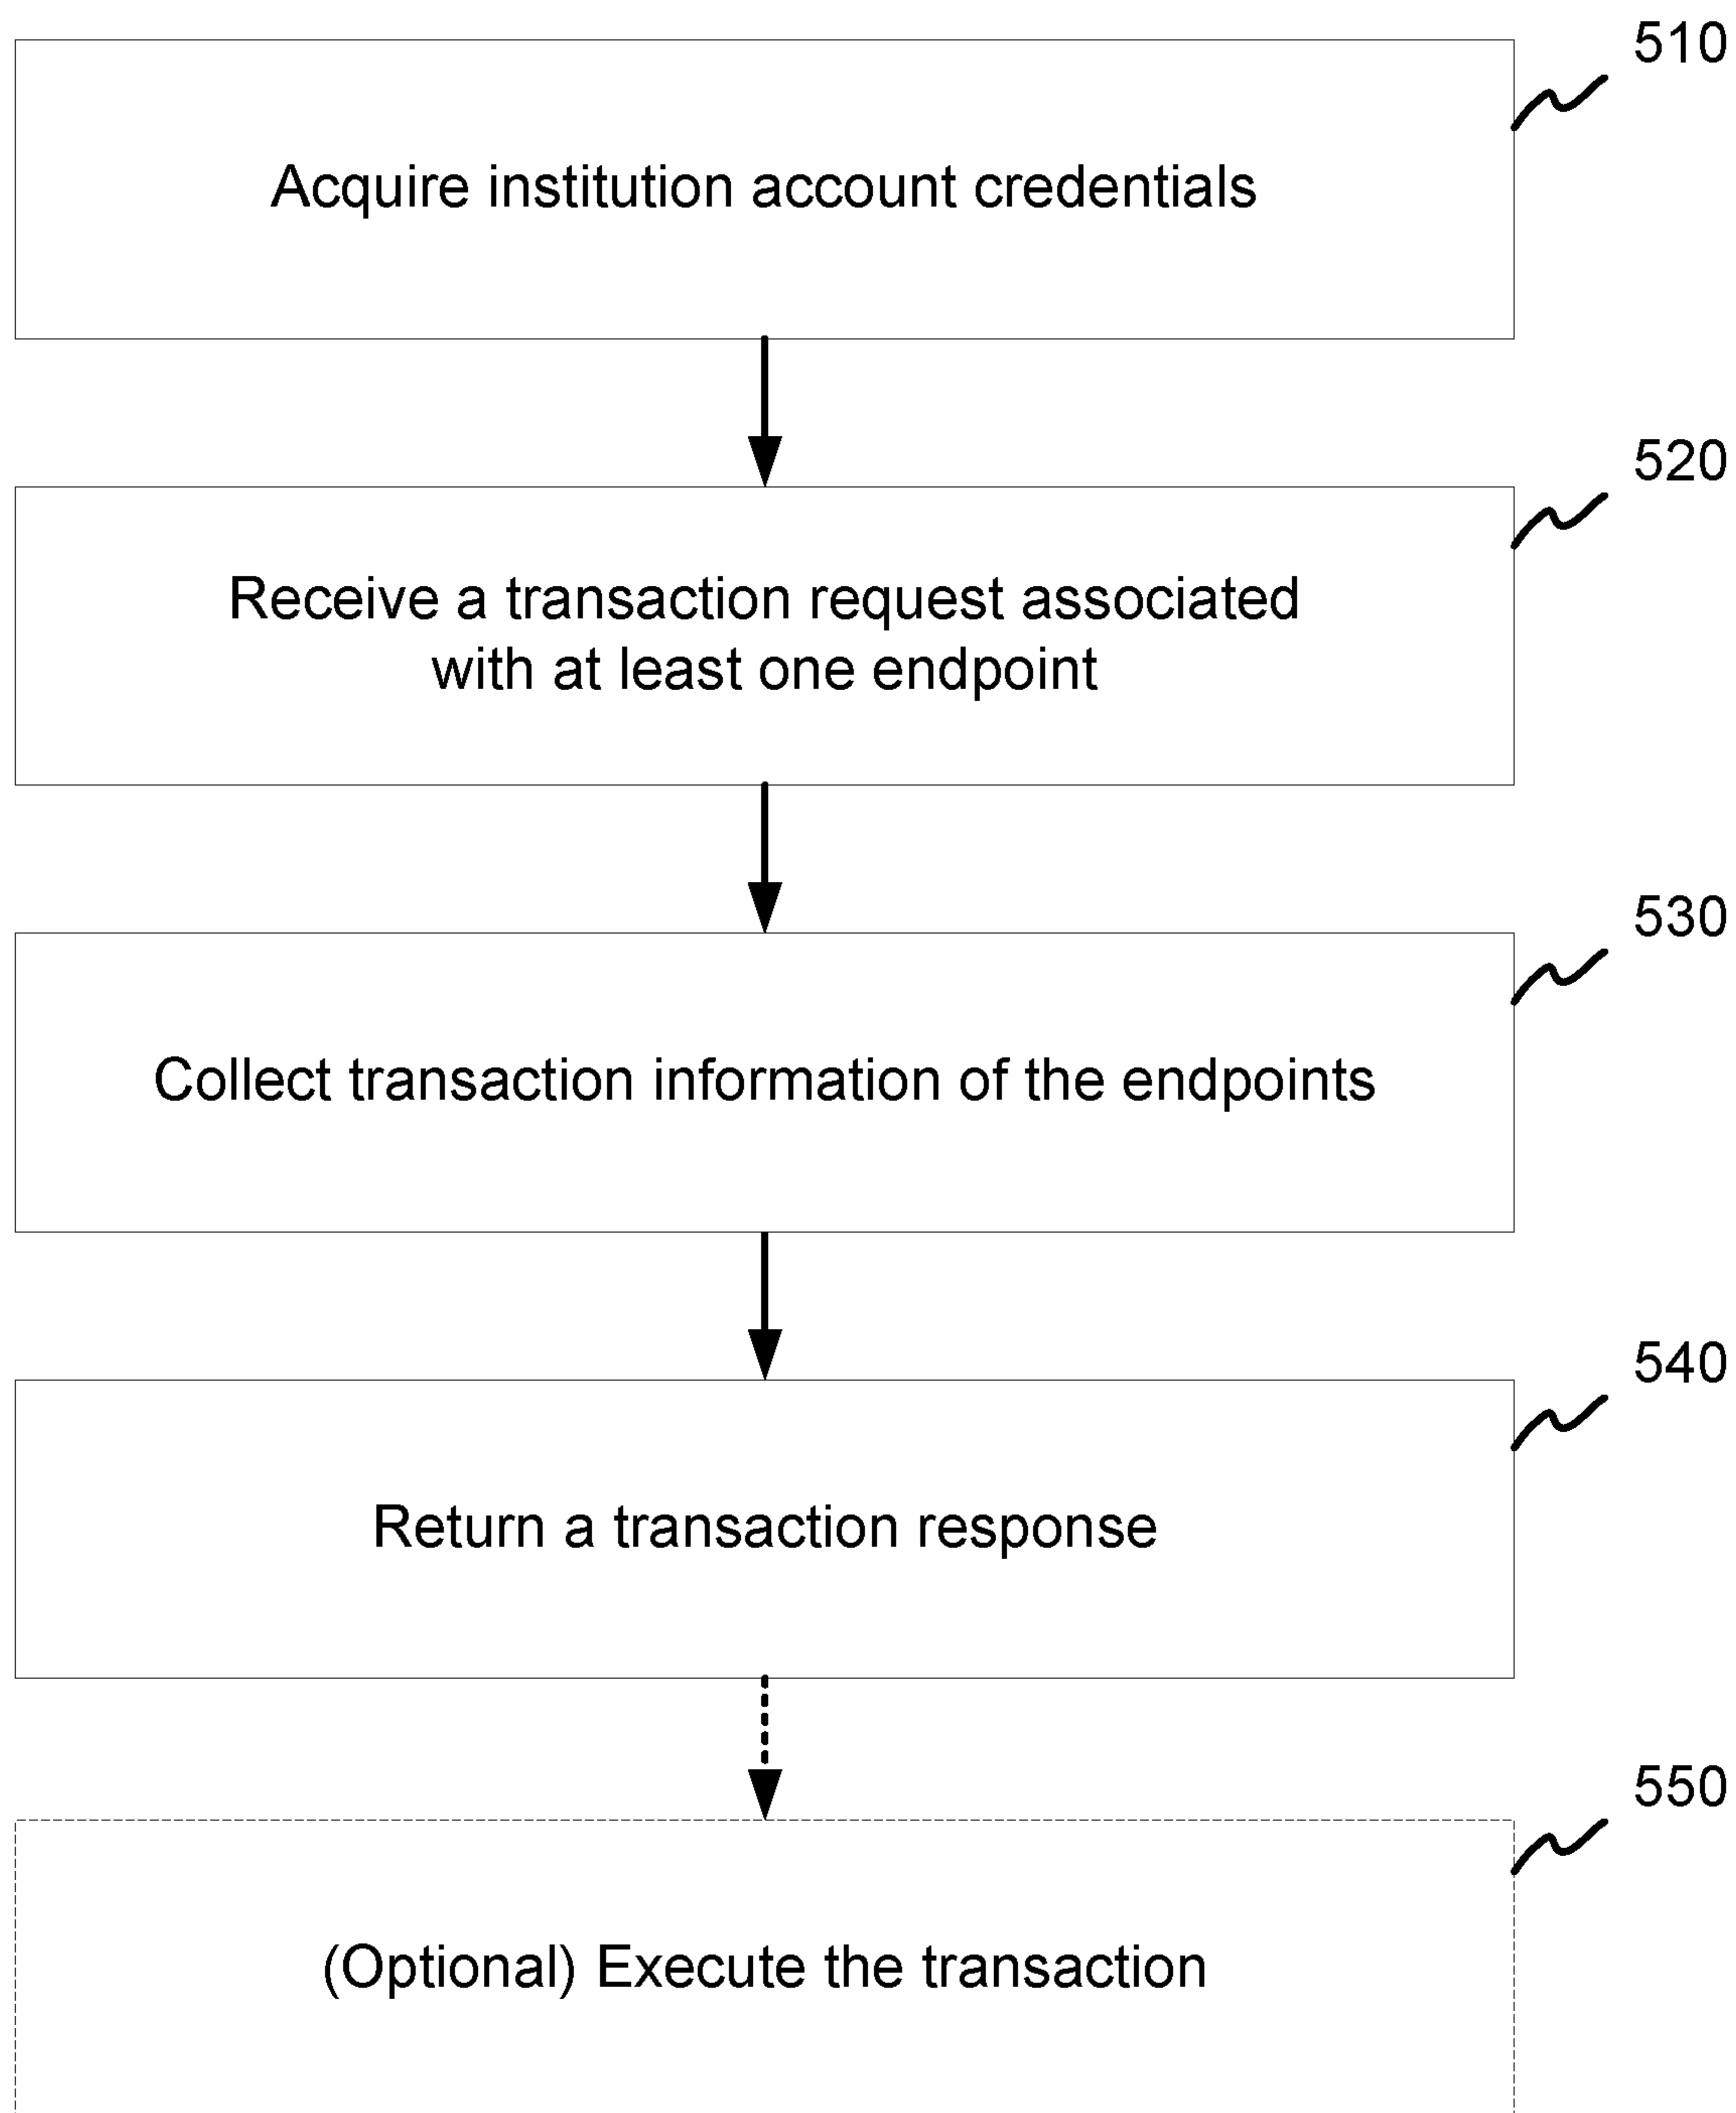 510
Acquire institution account credentials
520
Receive a transaction request associated
with at least one endpoint
530
Collect transaction information of the endpoints
540
Return a transaction response
550
(Optional) Execute the transaction